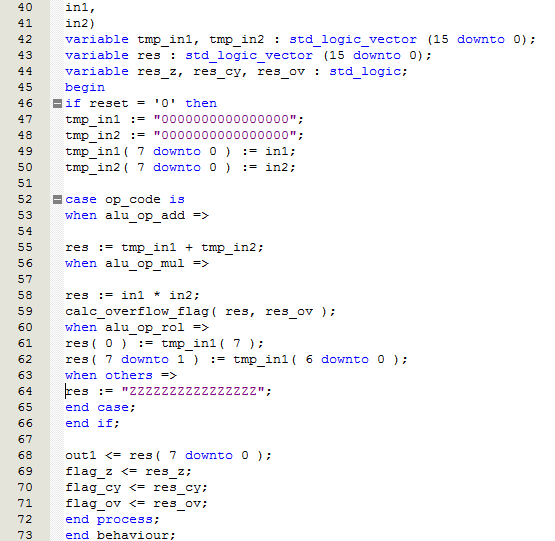 40 in1,
41 in2)
42 variable tmp_in1, tmp_in2 : std_logic_vector (15 downto 0);
43 variable res : std_logic_vector (15 downto 0);
44 variable res_z, res_cy, res_ov : std_logic;
45 begin
46 if reset = '0' then
47 tmp_in1 := "0000000000000000";
48 tmp_in2 := "0000000000000000";
49 tmp_in1( 7 downto 0 ) := in1;
50 tmp_in2( 7 downto 0 ) := in2;
51
52 case op_code is
53 when alu_op_add =>
54
55 res := tmp_in1 + tmp_in2;
56 when alu_op_mul =>
57
58 res := in1 * in2;
59 calc_overflow_flag( res, res_ov );
60 when alu_op_rol =>
61 res( 0 ) := tmp_in1( 7 );
62 res( 7 downto 1 ) := tmp_in1( 6 downto 0 );
63 when others =>
64 res := "ZZZZZZZZZZZZZZZZ";
65 end case;
66 end if;
67
68 out1 <= res( 7 downto 0 );
69 flag_z <= res_z;
70 flag_cy <= res_cy;
71 flag_ov <= res_ov;
72 end process;
73 end behaviour;